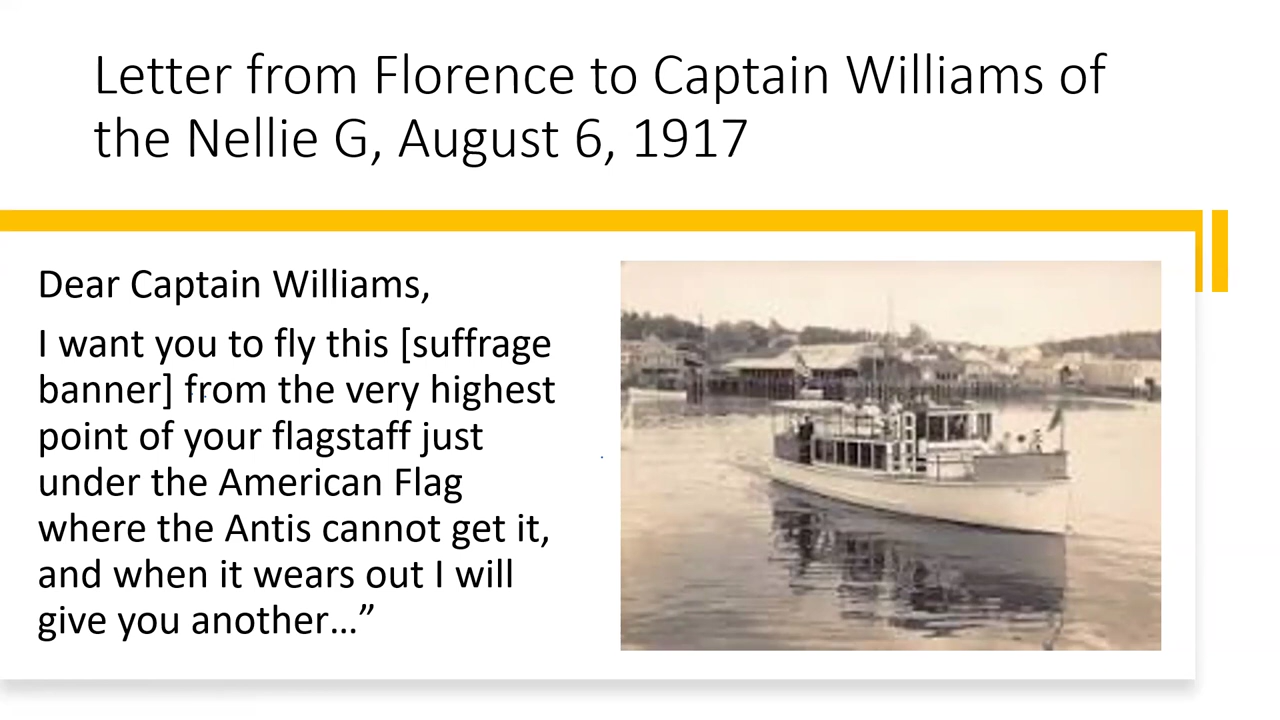 Letter from Florence to Captain Williams of
the Nellie G, August 6, 1917
Dear Captain Williams,
I want you to fly this [suffrage
banner] from the very highest
point of your flagstaff just
under the American Flag
where the Antis cannot get it,
and when it wears out I will
give you another…”